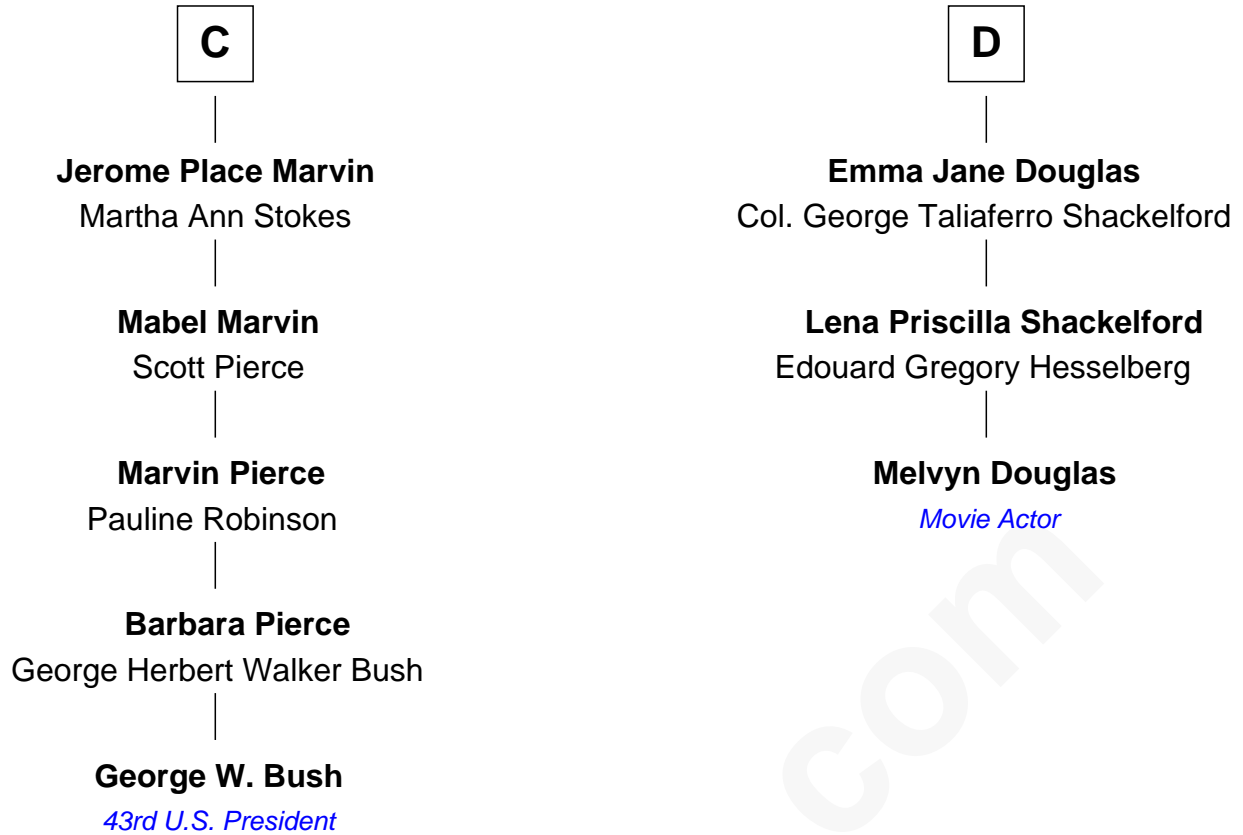 C
Jerome Place Marvin
Martha Ann Stokes
Mabel Marvin
Scott Pierce
Marvin Pierce
Pauline Robinson
Barbara Pierce
George Herbert Walker Bush
George W. Bush
43rd U.S. President
D
Emma Jane Douglas
Col. George Taliaferro Shackelford
Lena Priscilla Shackelford
Edouard Gregory Hesselberg
Melvyn Douglas
Movie Actor
com